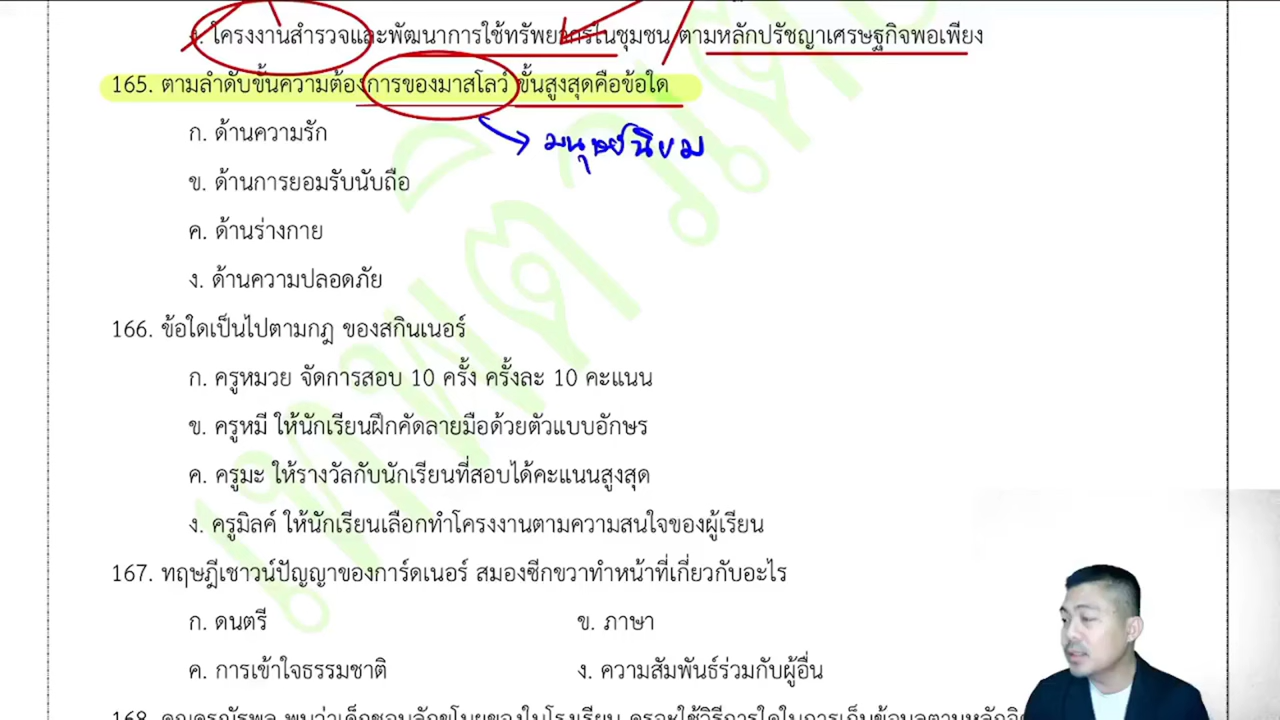 ง. โครงงานสำรวจและพัฒนาการใช้ทรัพยากรในชุมชน ตามหลักปรัชญาเศรษฐกิจพอเพียง
165. ตามลำดับขั้นความต้องการของมาสโลว์ ขั้นสูงสุดคือข้อใด
มนุษย์นิยม
ก. ด้านความรัก
ข. ด้านการยอมรับนับถือ
ค. ด้านร่างกาย
ง. ด้านความปลอดภัย
166. ข้อใดเป็นไปตามกฎ ของสกินเนอร์
ก. ครูหมวย จัดการสอบ 10 ครั้ง ครั้งละ 10 คะแนน
ข. ครูหมี ให้นักเรียนฝึกคัดลายมือด้วยตัวแบบอักษร
ค. ครูมะ ให้รางวัลกับนักเรียนที่สอบได้คะแนนสูงสุด
ง. ครูมิลค์ ให้นักเรียนเลือกทำโครงงานตามความสนใจของผู้เรียน
167. ทฤษฎีเชาวน์ปัญญาของการ์ดเนอร์ สมองซีกขวาทำหน้าที่เกี่ยวกับอะไร
ก. ดนตรี ข. ภาษา
ค. การเข้าใจธรรมชาติ ง. ความสัมพันธ์ร่วมกับผู้อื่น